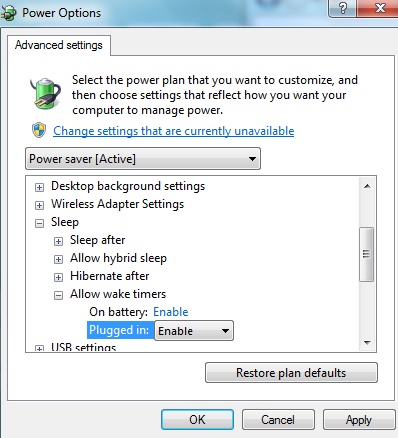 Power Options
Advanced settings
Select the power plan that you want to customize, and
then choose settings that reflect how you want your
computer to manage power.
Change settings that are currently unavailable
Power saver [Active]
Desktop background settings
Wireless Adapter Settings
Sleep
Sleep after
Allow hybrid sleep
Hibernate after
Allow wake timers
On battery: Enable
Plugged in: Enable
USB settings
Restore plan defaults
OK Cancel Apply